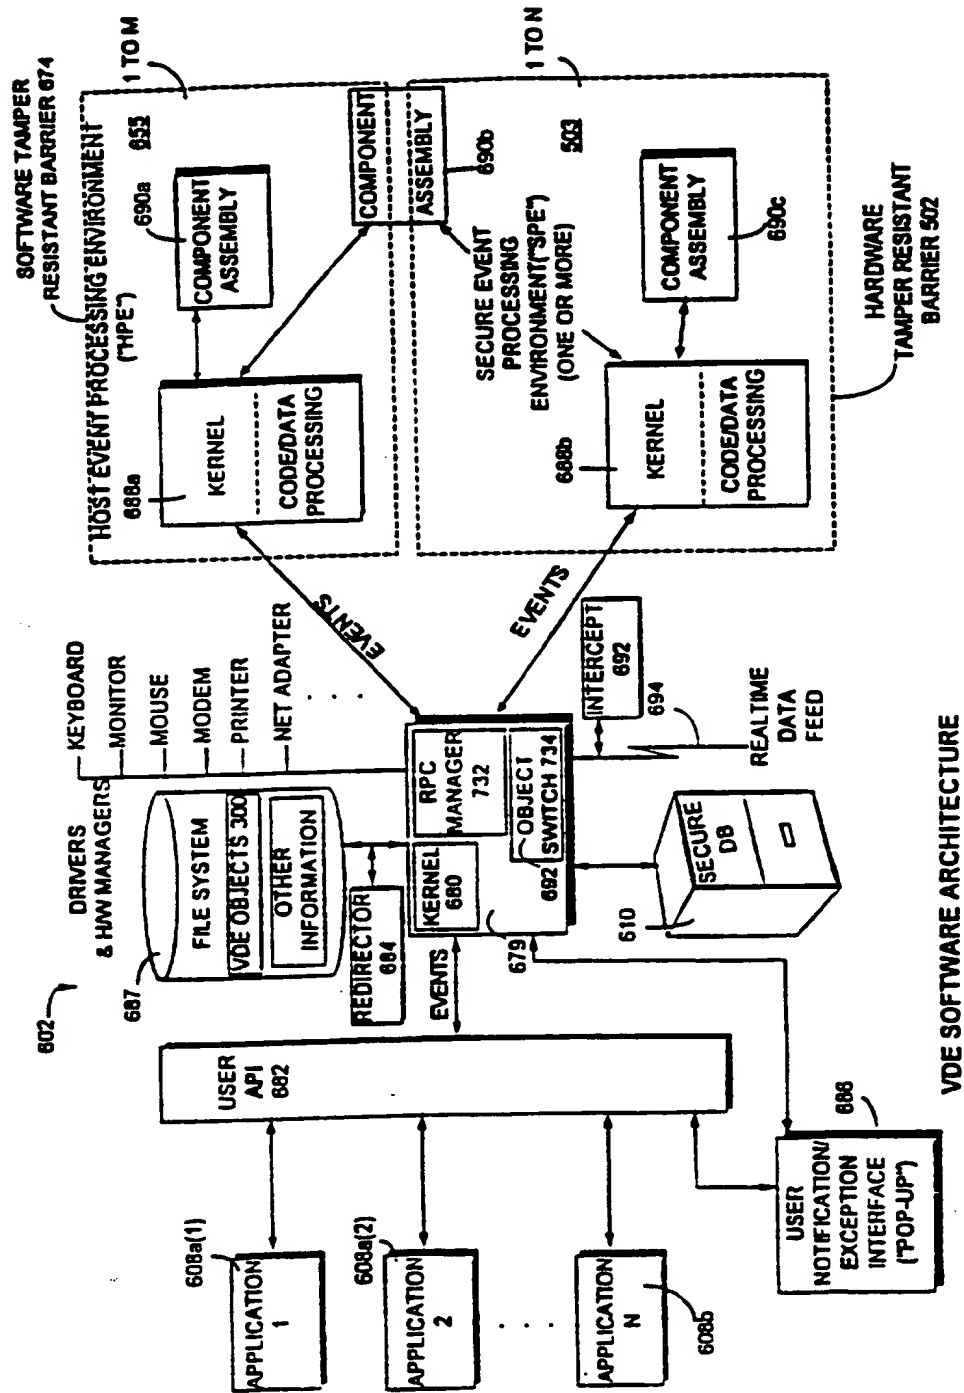 602
DRIVERS
& H/W MANAGERS
KEYBOARD
MONITOR
MOUSE
MODEM
PRINTER
NET ADAPTER
SOFTWARE TAMPER
RESISTANT BARRIER 674
HOST EVENT PROCESSING ENVIRONMENT
("HPE")
655
1 TO M
688a
KERNEL
CODE/DATA
PROCESSING
690a
COMPONENT
ASSEMBLY
COMPONENT
ASSEMBLY
690b
SECURE EVENT
PROCESSING
ENVIRONMENT("SPE")
(ONE OR MORE)
503
1 TO N
688b
KERNEL
CODE/DATA
PROCESSING
COMPONENT
ASSEMBLY
690c
HARDWARE
TAMPER RESISTANT
BARRIER 502
687
FILE SYSTEM
VDE OBJECTS 300
OTHER
INFORMATION
REDIRECTOR
684
EVENTS
EVENTS
EVENTS
KERNEL
680
RPC
MANAGER
732
692
OBJECT
SWITCH 734
679
INTERCEPT
692
694
REALTIME
DATA
FEED
610
SECURE
DB
USER
API
682
608a(1)
APPLICATION
1
608a(2)
APPLICATION
2
APPLICATION
N
608b
686
USER
NOTIFICATION/
EXCEPTION
INTERFACE
("POP-UP")
VDE SOFTWARE ARCHITECTURE